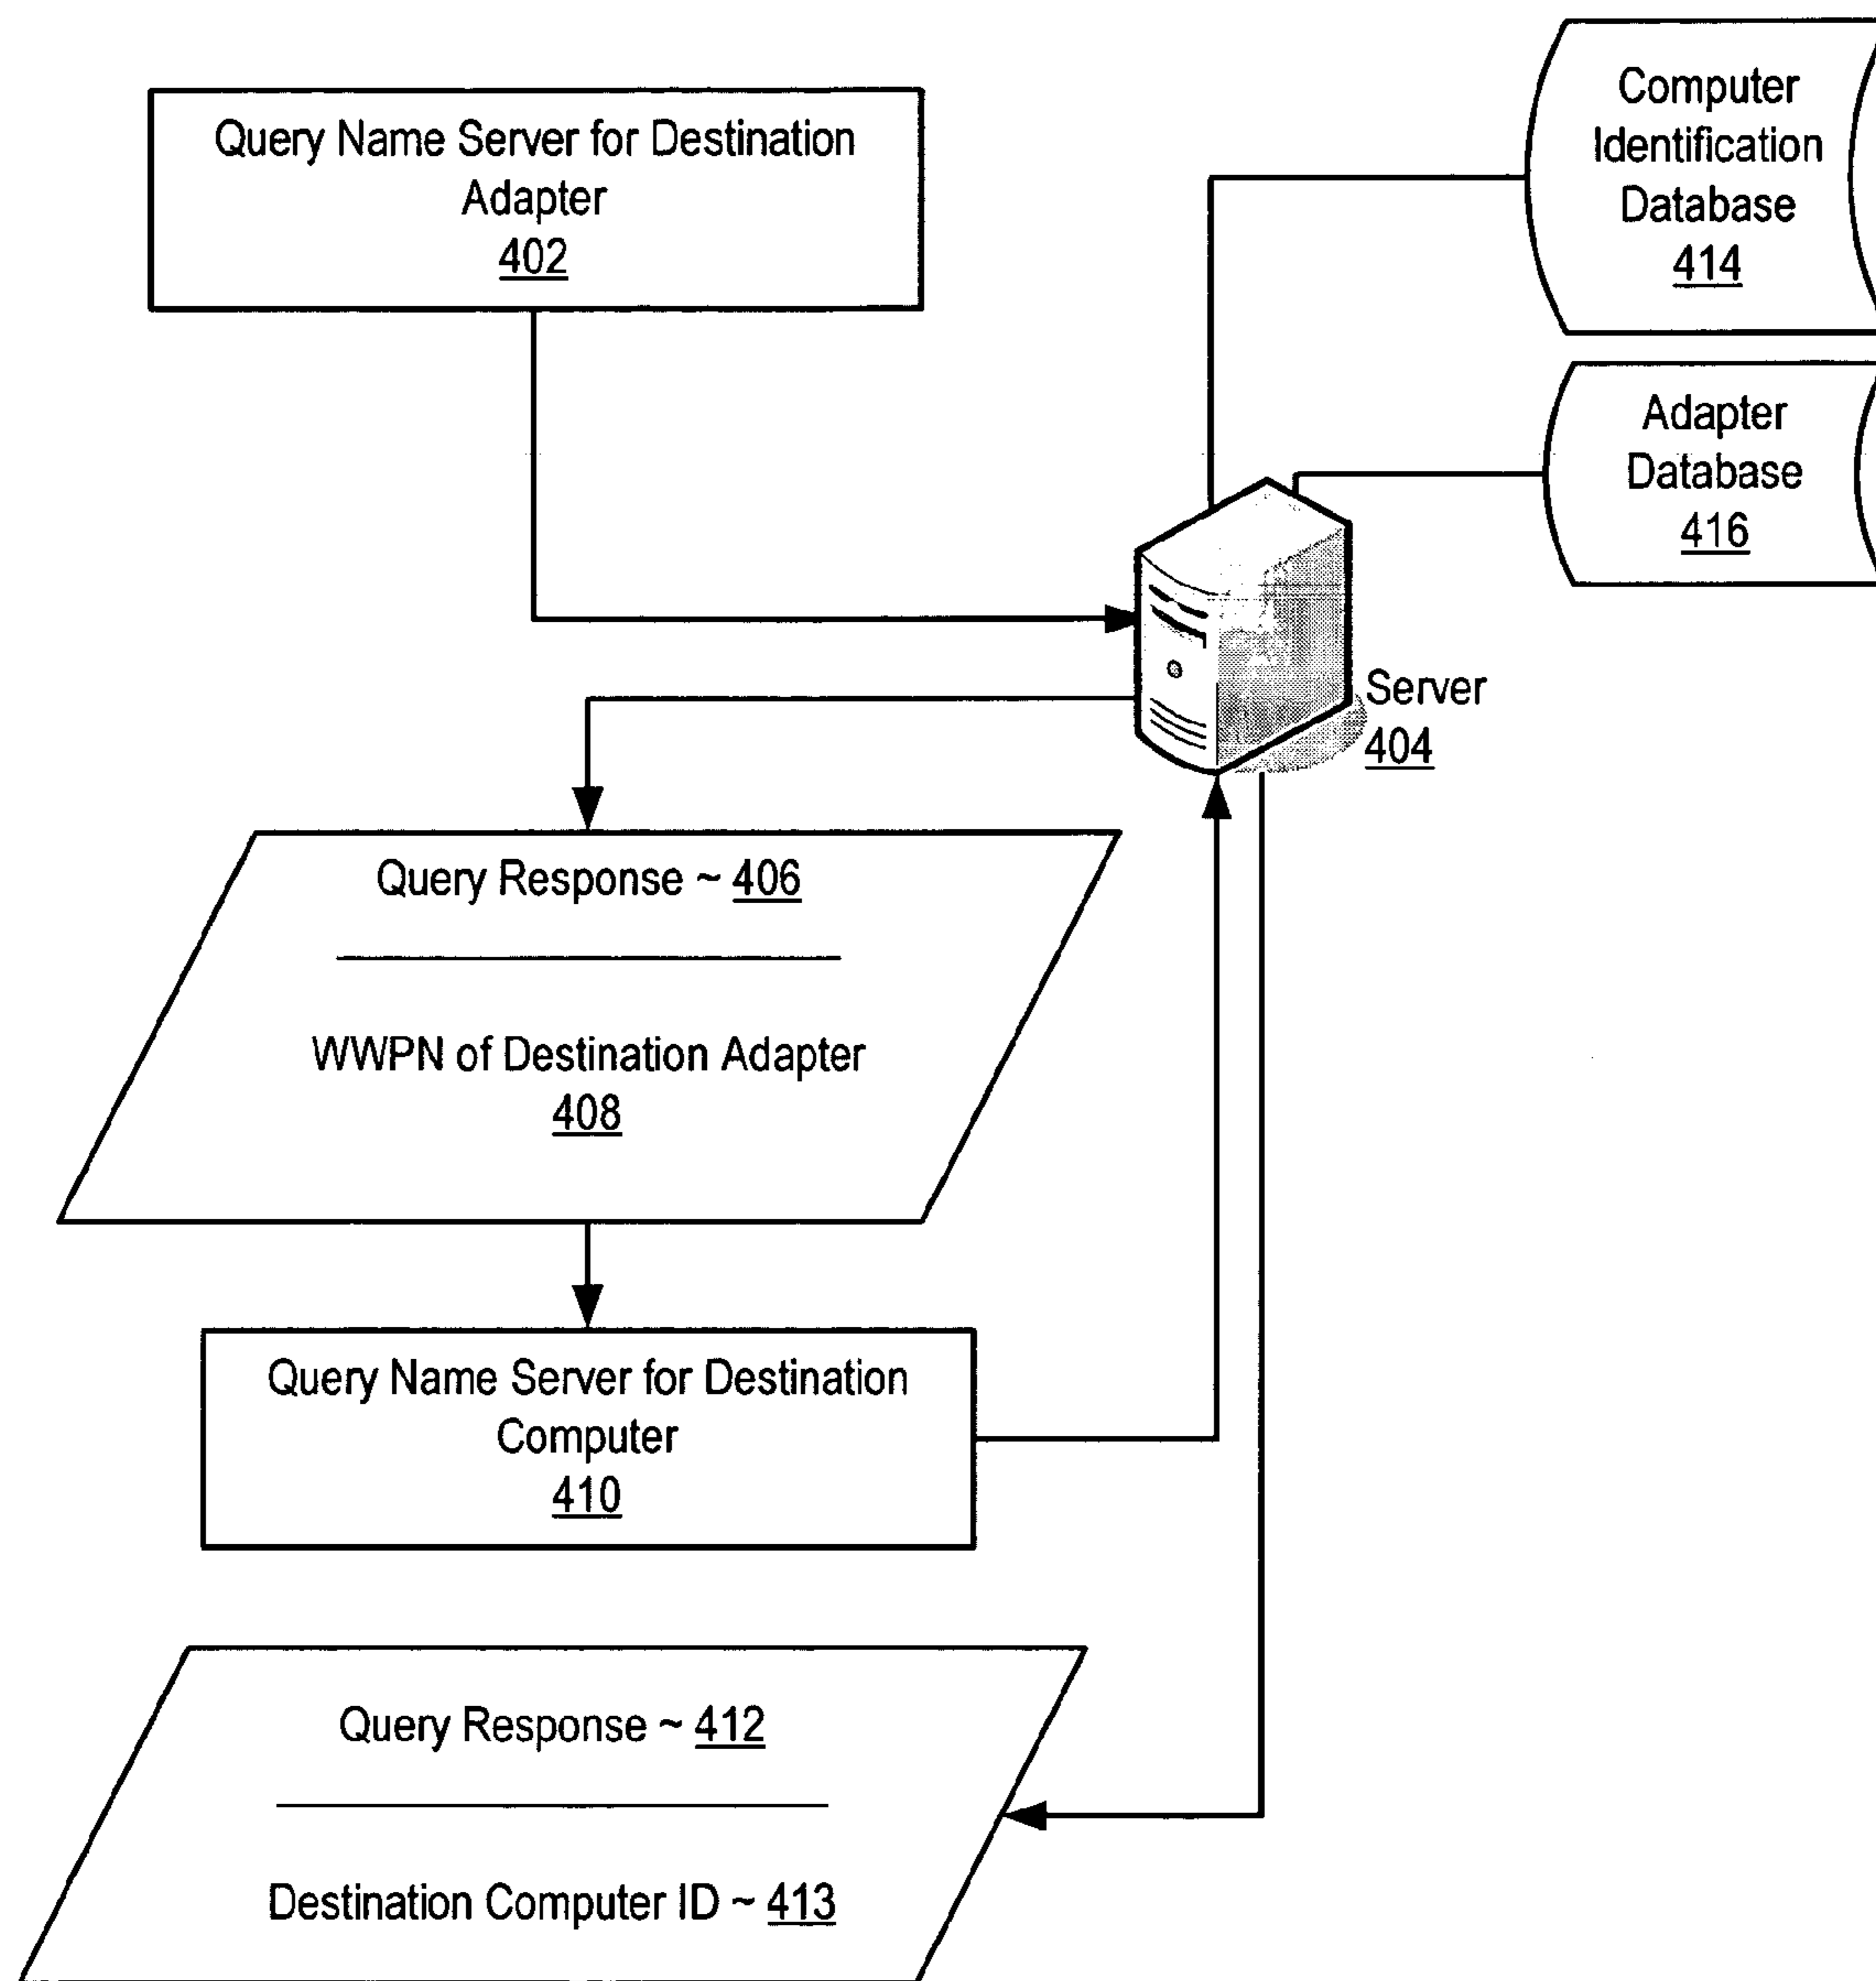 Query Name Server for Destination
Adapter
402
Computer
Identification
Database
414
Adapter
Database
416
Server
404
Query Response ~ 406
WWPN of Destination Adapter
408
Query Name Server for Destination
Computer
410
Query Response ~ 412
Destination Computer ID ~ 413